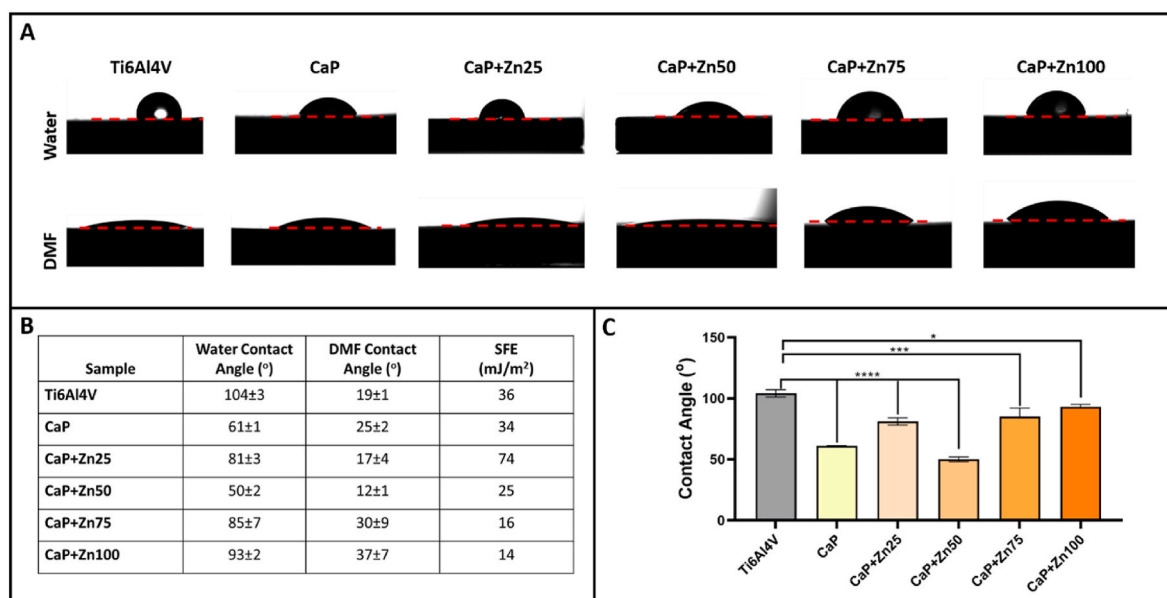 A
Ti6Al4V CaP CaP+Zn25 CaP+Zn50 CaP+Zn75 CaP+Zn100
Water
DMF
B
Sample Water Contact Angle (o) DMF Contact Angle (o) SFE (mJ/m²)
Ti6Al4V 104±3 19±1 36
CaP 61±1 25±2 34
CaP+Zn25 81±3 17±4 74
CaP+Zn50 50±2 12±1 25
CaP+Zn75 85±7 30±9 16
CaP+Zn100 93±2 37±7 14
C
Contact Angle (o)
150
100
50
0
*
***
****
Ti6Al4V CaP CaP+Zn25 CaP+Zn50 CaP+Zn75 CaP+Zn100